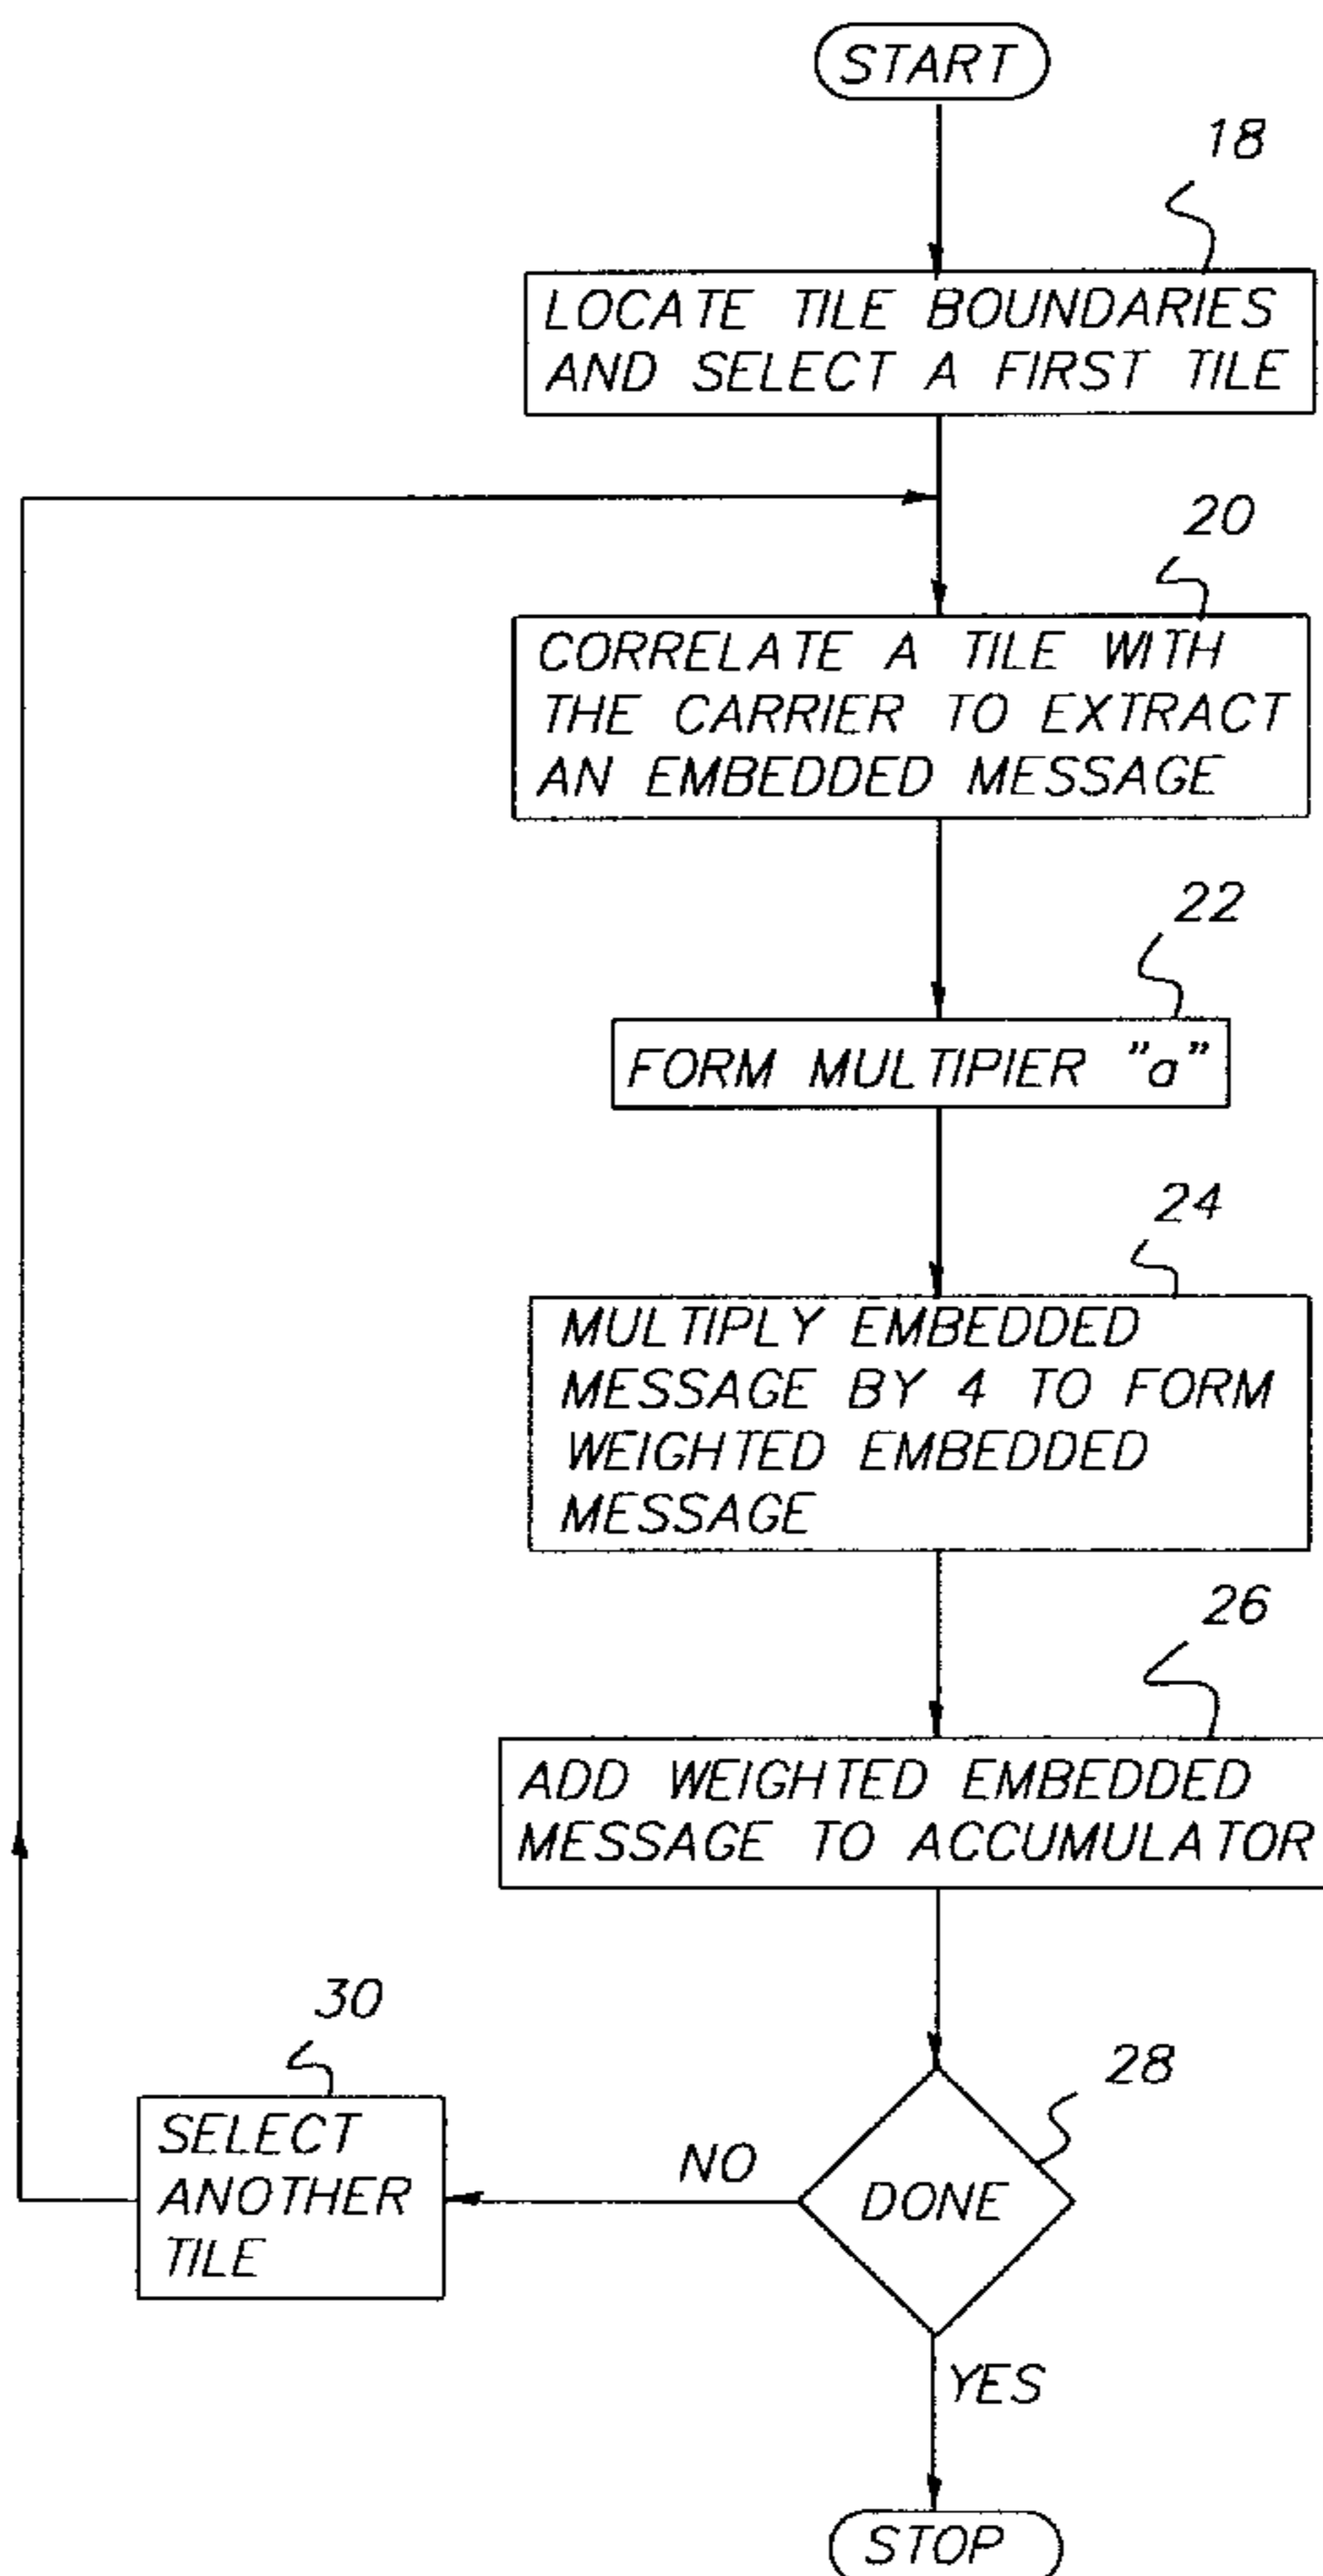 START
18
LOCATE TILE BOUNDARIES
AND SELECT A FIRST TILE
20
CORRELATE A TILE WITH
THE CARRIER TO EXTRACT
AN EMBEDDED MESSAGE
22
FORM MULTIPIER "a"
24
MULTIPLY EMBEDDED
MESSAGE BY 4 TO FORM
WEIGHTED EMBEDDED
MESSAGE
26
ADD WEIGHTED EMBEDDED
MESSAGE TO ACCUMULATOR
28
DONE
NO
30
SELECT
ANOTHER
TILE
YES
STOP